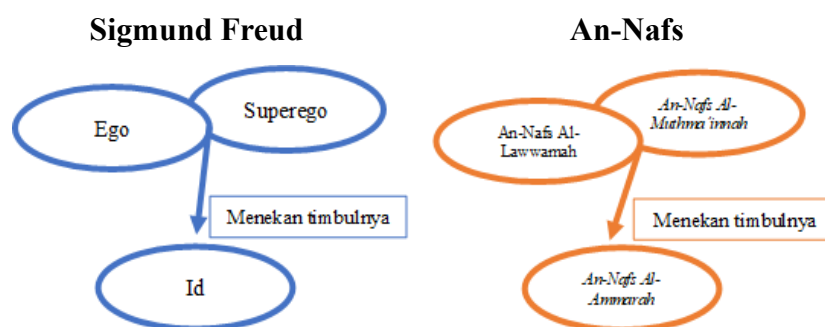 Sigmund Freud
Ego
Superego
Menekan timbulnya
Id
An-Nafs
An-Nafs Al-
Lawwamah
An-Nafs Al-
Muthma'innah
Menekan timbulnya
An-Nafs Al-
Ammarah